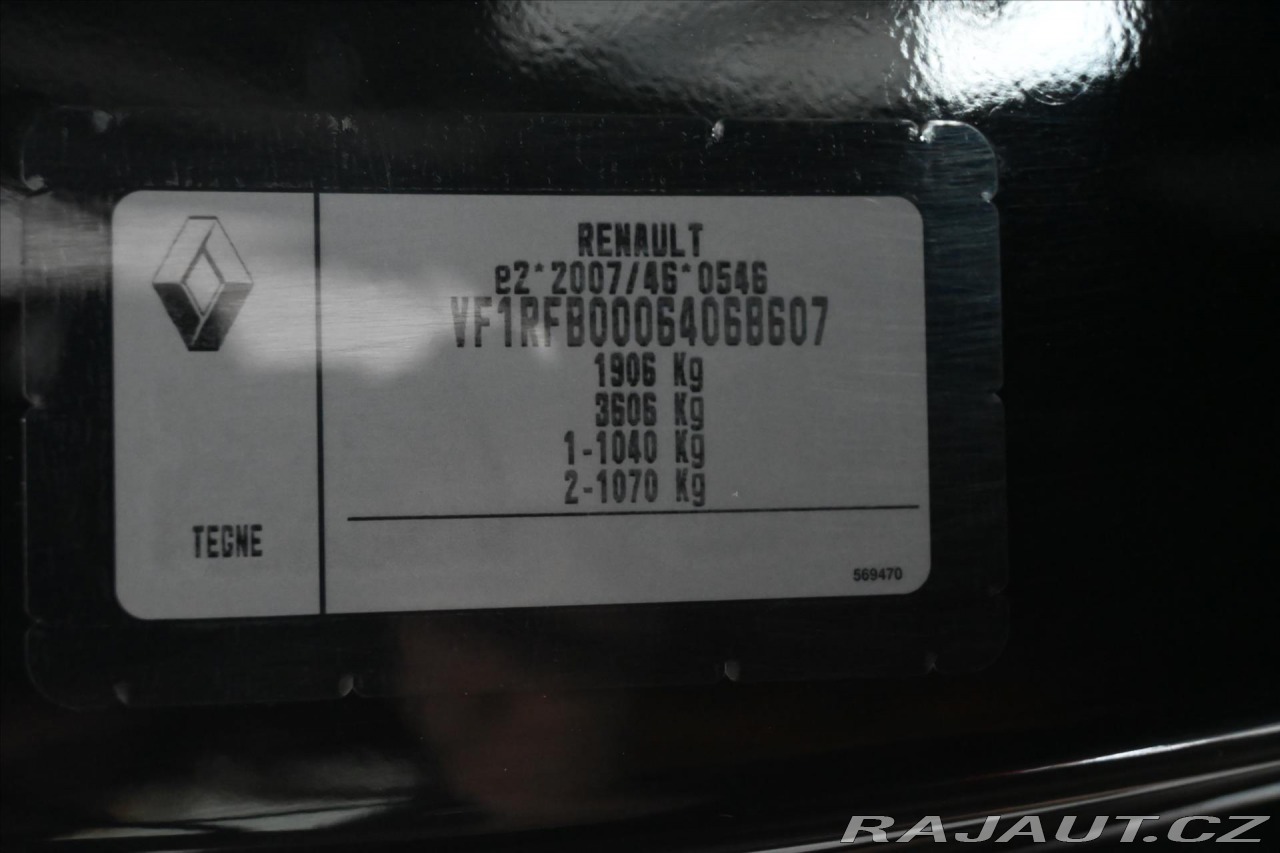 RENAULT
e2*2007/46*0546
VF1RFB00064068607
1906 Kg
3606 Kg
1-1040 Kg
2-1070 Kg
TEGNE
569470
RAJAUT.CZ